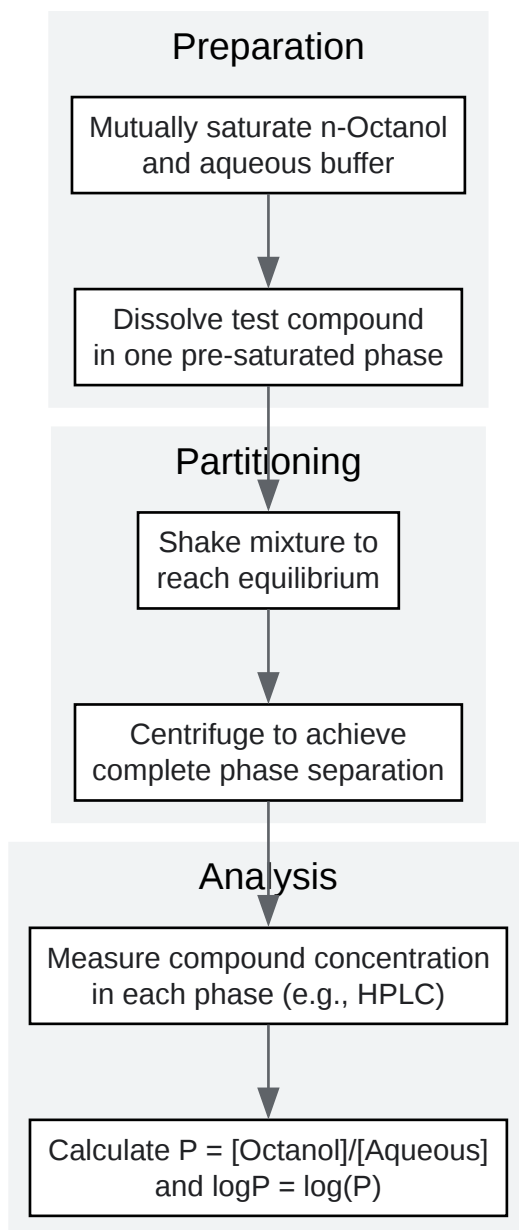 Preparation
Mutually saturate n-Octanol
and aqueous buffer
Dissolve test compound
in one pre-saturated phase
Partitioning
Shake mixture to
reach equilibrium
Centrifuge to achieve
complete phase separation
Analysis
Measure compound concentration
in each phase (e.g., HPLC)
Calculate P = [Octanol]/[Aqueous]
and logP = log(P)